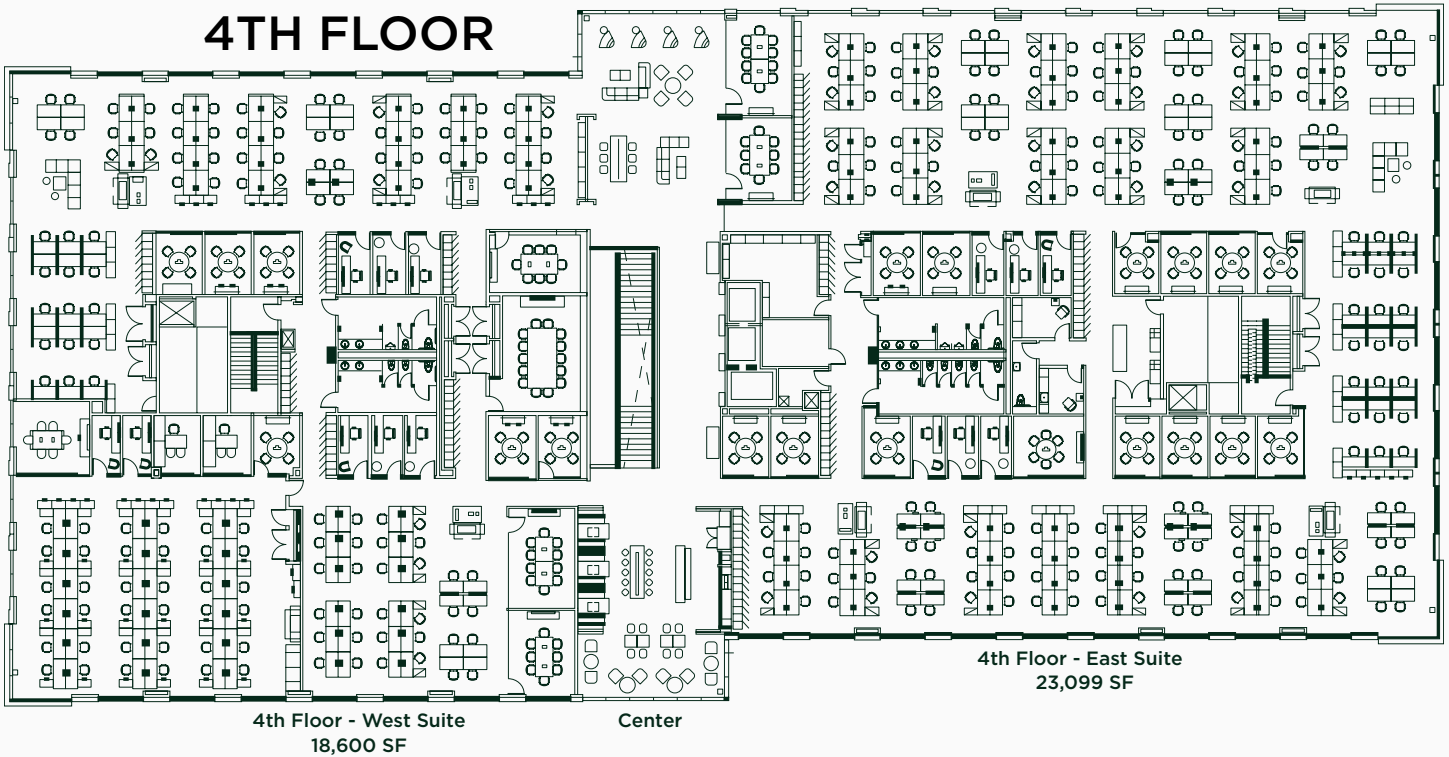 4TH FLOOR
4th Floor - East Suite
23,099 SF
4th Floor - West Suite
18,600 SF
Center